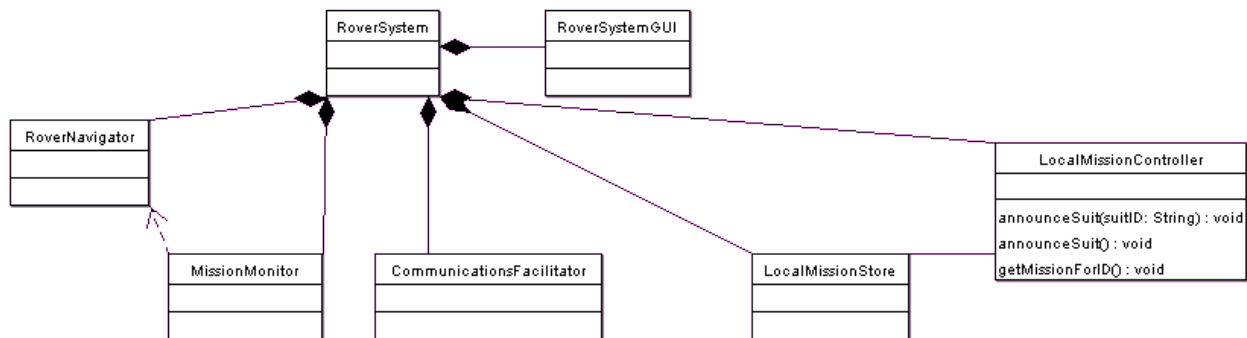 RoverSystem
RoverSystemGUI
RoverNavigator
LocalMissionController
announceSuit(suitID: String) : void
announceSuit() : void
getMissionForID() : void
MissionMonitor
CommunicationsFacilitator
LocalMissionStore